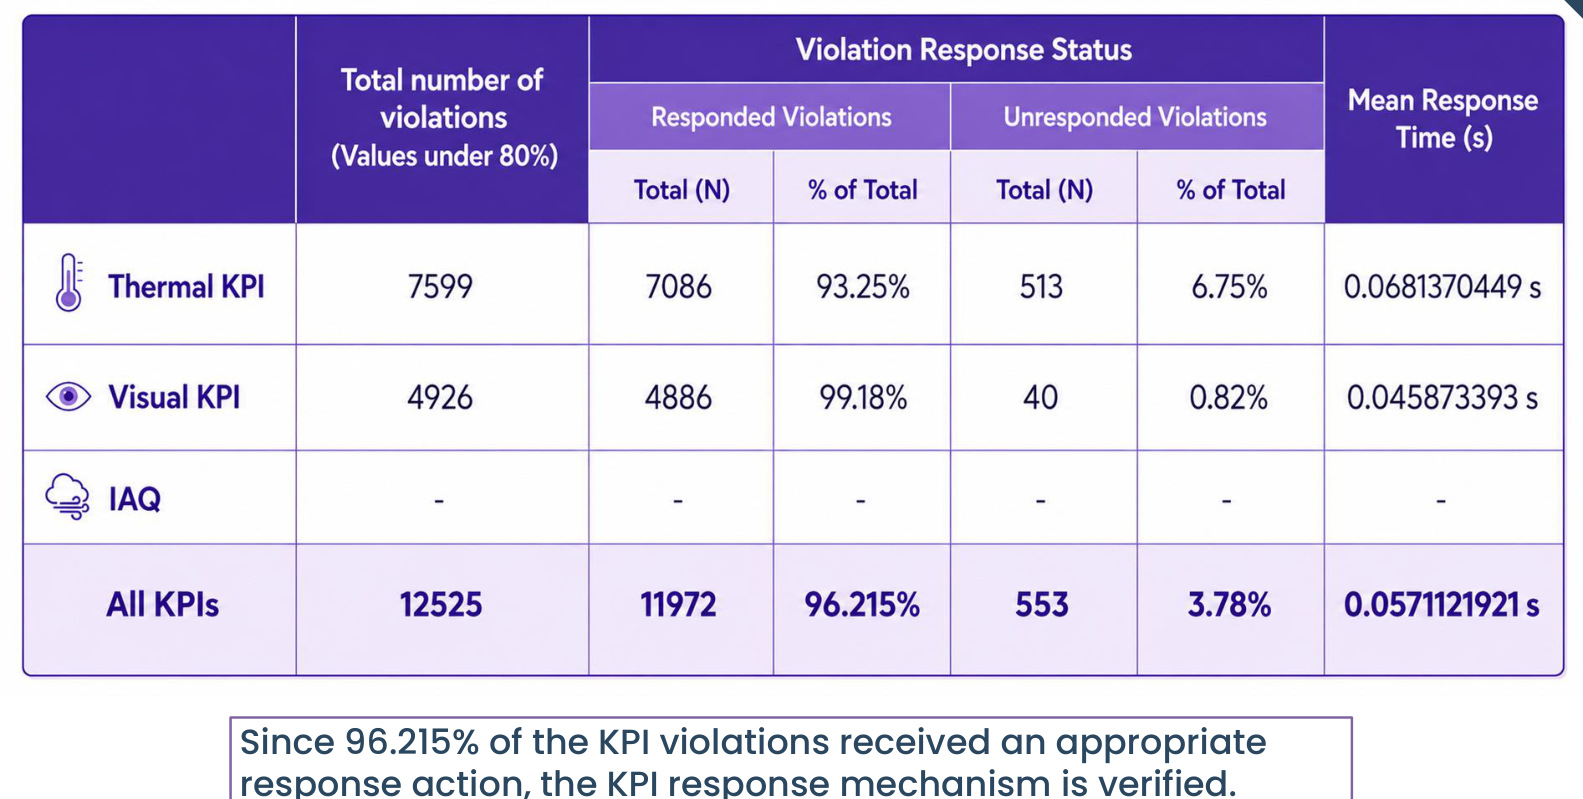 Total number of
violations
(Values under 80%)
Violation Response Status
Responded Violations
Unresponded Violations
Total (N)
% of Total
Total (N)
% of Total
Mean Response
Time (s)
Thermal KPI 7599 7086 93.25% 513 6.75% 0.0681370449 s
Visual KPI 4926 4886 99.18% 40 0.82% 0.045873393 s
IAQ - - - - - -
All KPIs 12525 11972 96.215% 553 3.78% 0.0571121921 s
Since 96.215% of the KPI violations received an appropriate
response action, the KPI response mechanism is verified.